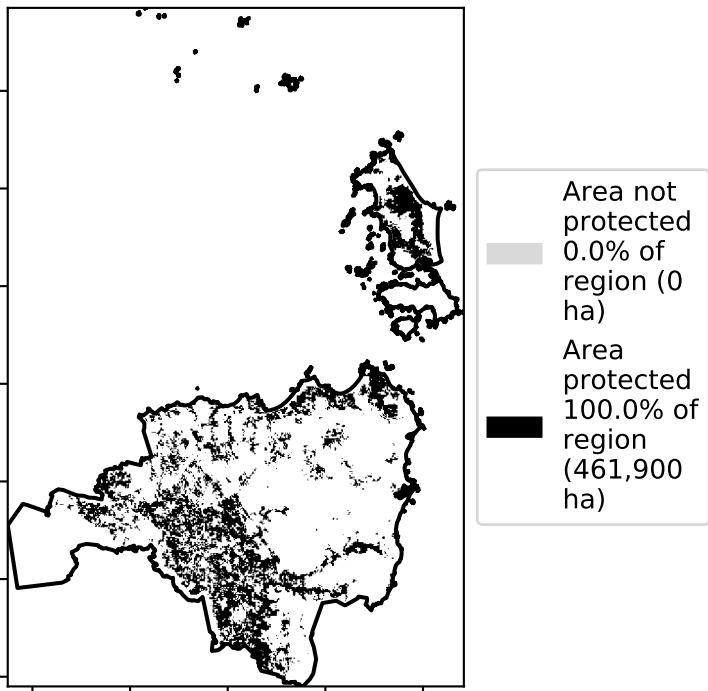 Area not
protected
0.0% of
region (0
ha)
Area
protected
100.0% of
region
(461,900
ha)